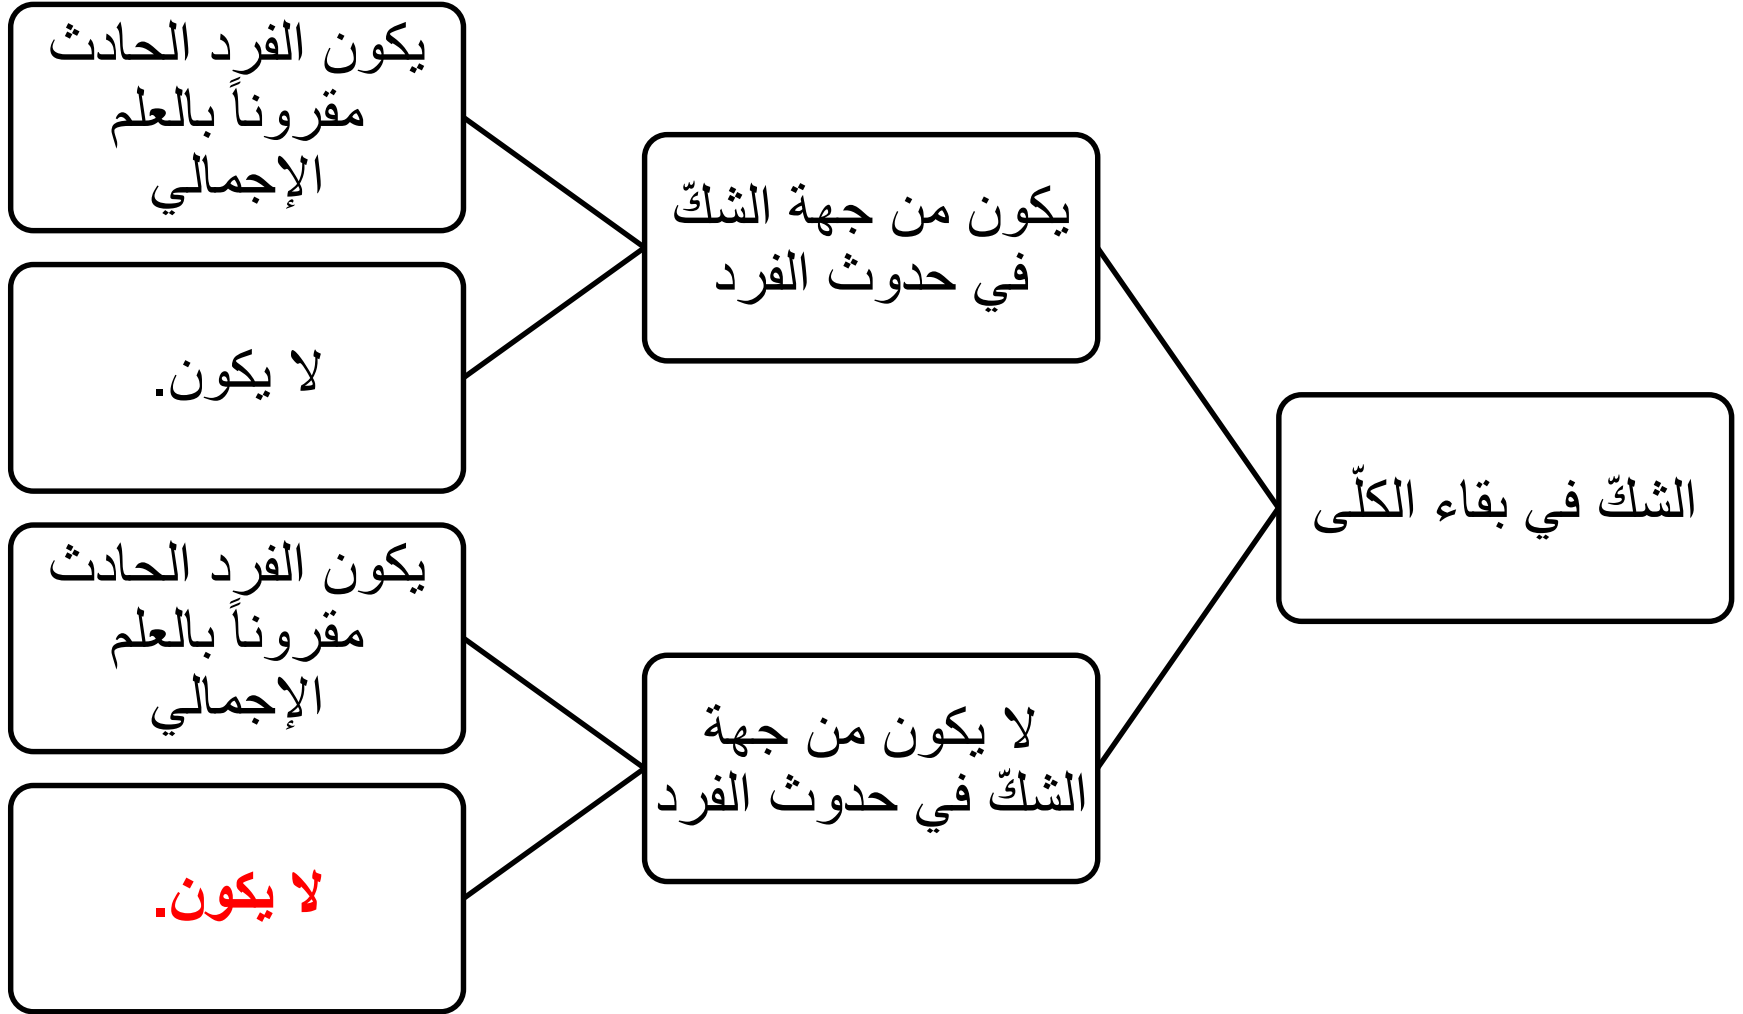 الشكّ في بقاء الكلّى
يكون من جهة الشكّ
في حدوث الفرد
يكون الفرد الحادث
مقروناً بالعلم
الإجمالي
لا يكون.
لا يكون من جهة
الشكّ في حدوث الفرد
يكون الفرد الحادث
مقروناً بالعلم
الإجمالي
لا يكون.